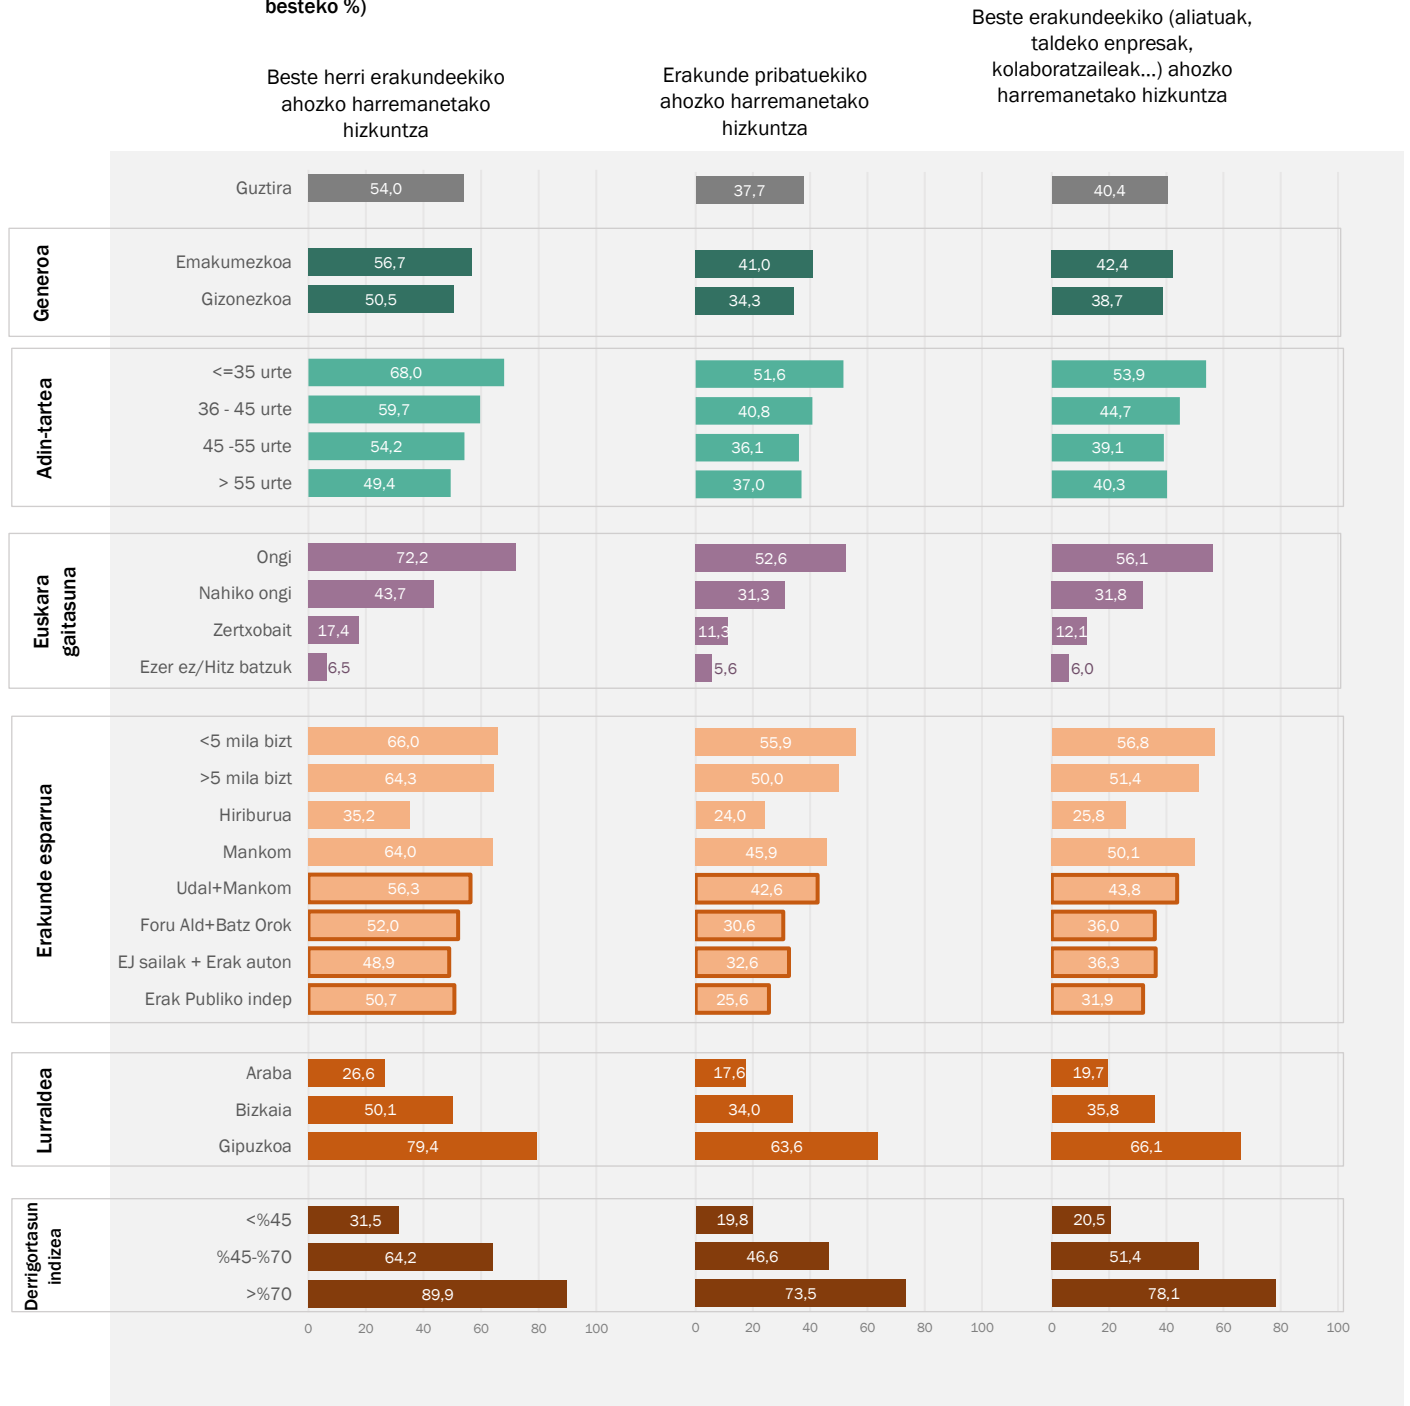 besteko %)
Beste herri erakundeekiko
ahozko harremanetako
hizkuntza
Erakunde pribatuekiko
ahozko harremanetako
hizkuntza
Beste erakundeekiko (aliatuak,
taldeko enpresak,
kolaboratzaileak...) ahozko
harremanetako hizkuntza
Guztira 54,0 37,7 40,4
Generoa
Emakumezkoa 56,7 41,0 42,4
Gizonezkoa 50,5 34,3 38,7
Adin-tartea
<=35 urte 68,0 51,6 53,9
36 - 45 urte 59,7 40,8 44,7
45 -55 urte 54,2 36,1 39,1
> 55 urte 49,4 37,0 40,3
Euskara
gaitasuna
Ongi 72,2 52,6 56,1
Nahiko ongi 43,7 31,3 31,8
Zertxobait 17,4 11,3 12,1
Ezer ez/Hitz batzuk 6,5 5,6 6,0
Erakunde esparrua
<5 mila bizt 66,0 55,9 56,8
>5 mila bizt 64,3 50,0 51,4
Hiriburua 35,2 24,0 25,8
Mankom 64,0 45,9 50,1
Udal+Mankom 56,3 42,6 43,8
Foru Ald+Batz Orok 52,0 30,6 36,0
EJ sailak + Erak auton 48,9 32,6 36,3
Erak Publiko indep 50,7 25,6 31,9
Lurraldea
Araba 26,6 17,6 19,7
Bizkaia 50,1 34,0 35,8
Gipuzkoa 79,4 63,6 66,1
Derrigortasun
indizea
<%45 31,5 19,8 20,5
%45-%70 64,2 46,6 51,4
>%70 89,9 73,5 78,1
0 20 40 60 80 100 0 20 40 60 80 100 0 20 40 60 80 100